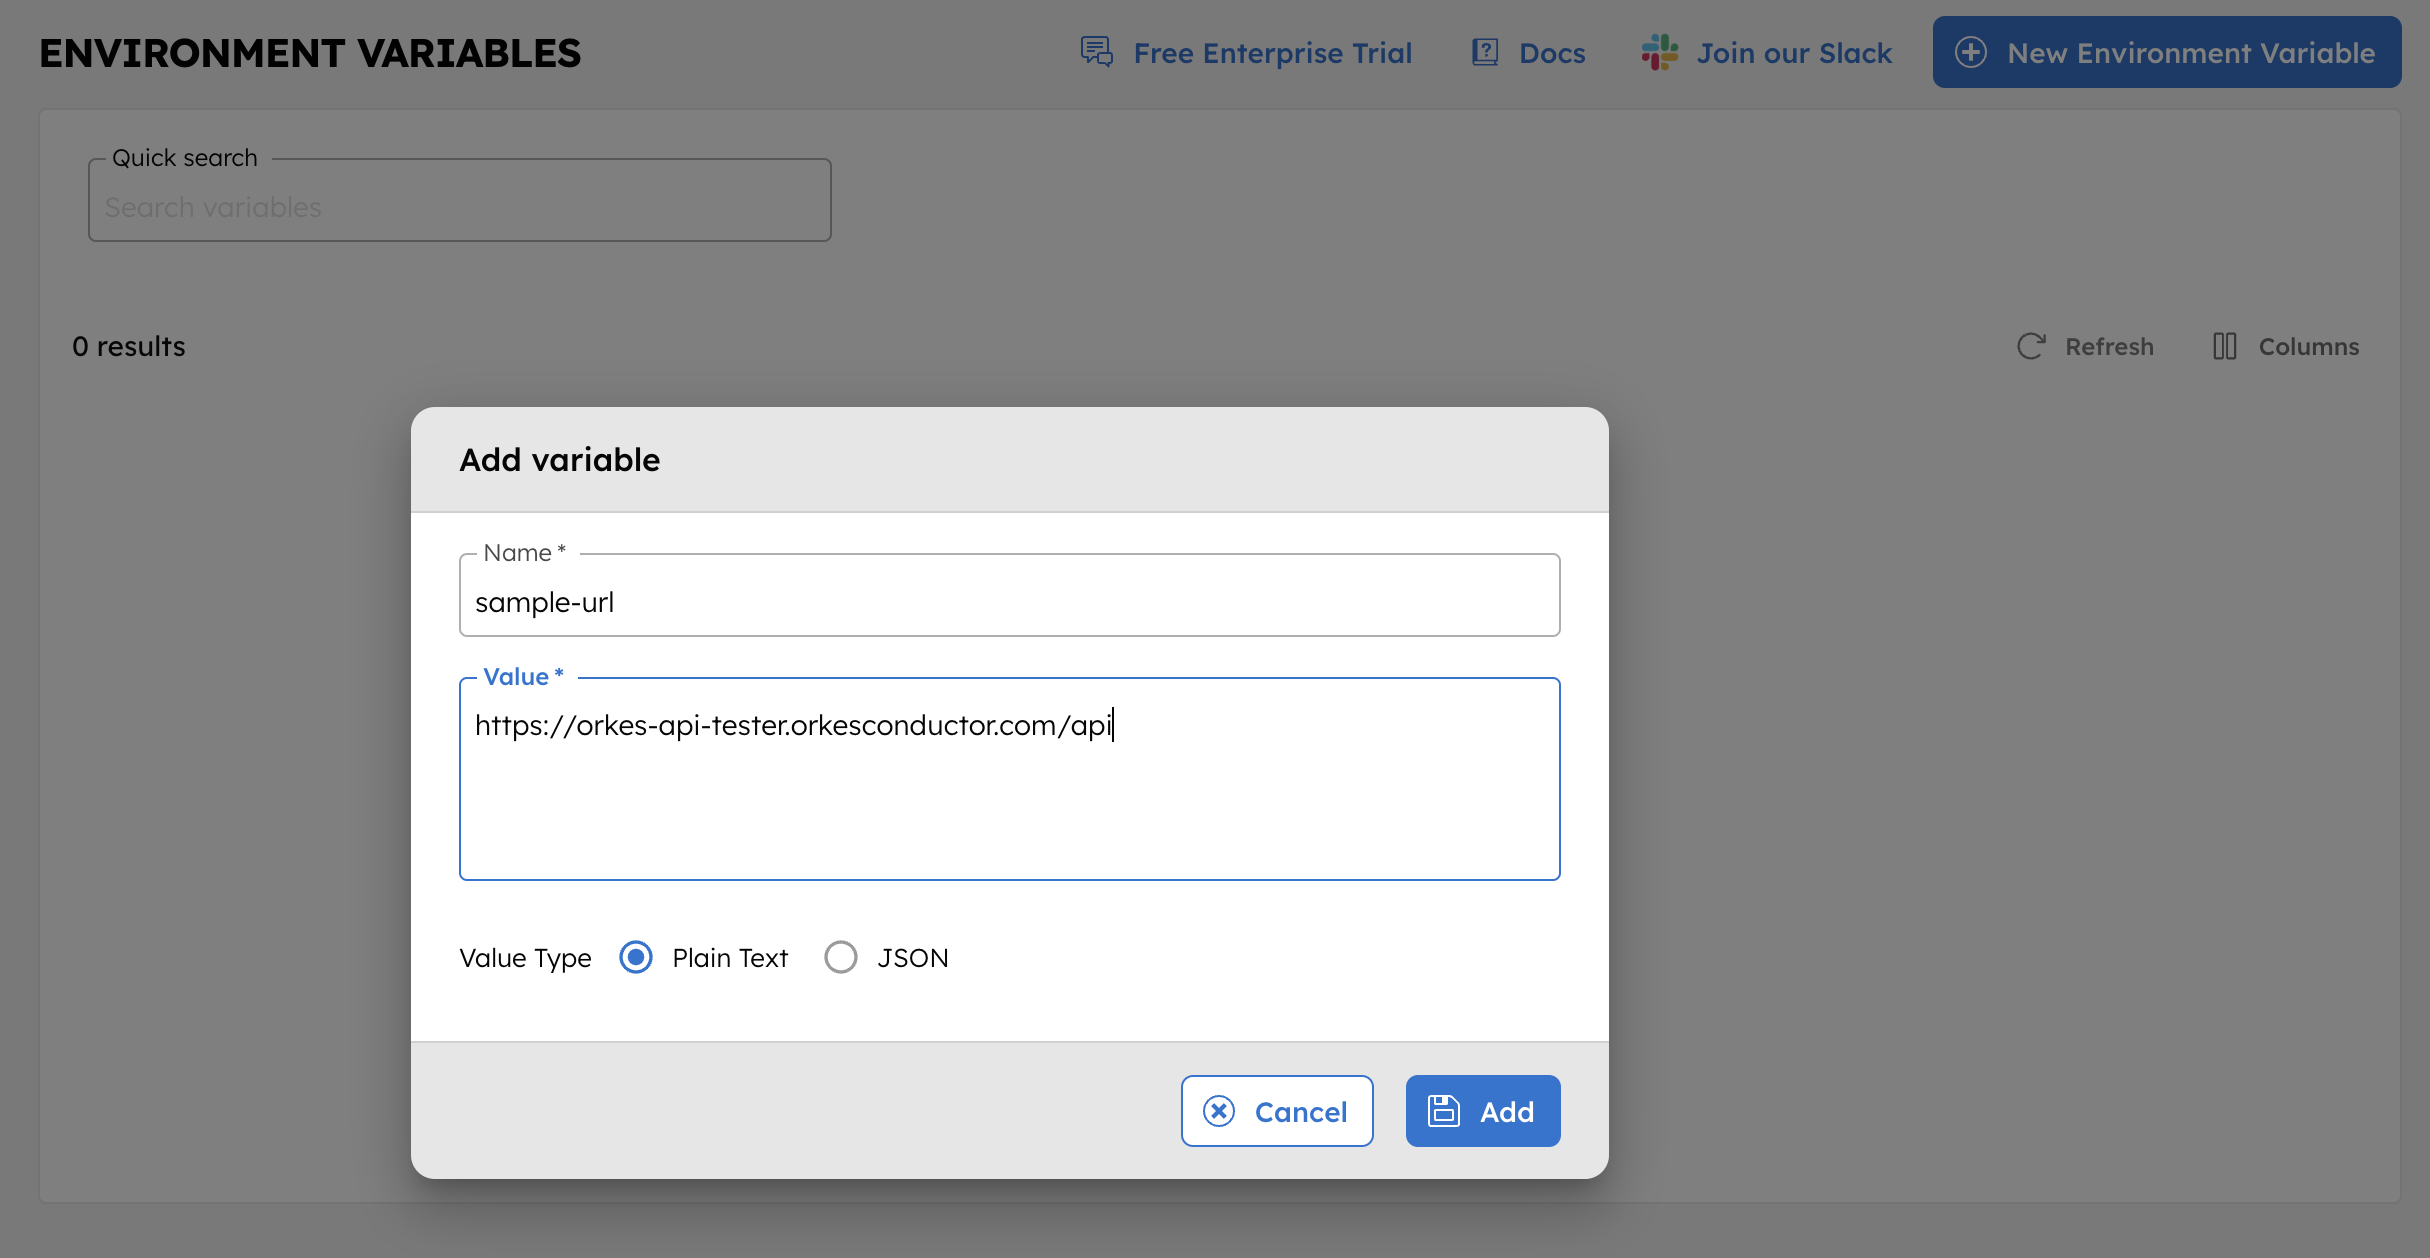 ENVIRONMENT VARIABLES
Free Enterprise Trial
Docs
Join our Slack
New Environment Variable
Quick search
Search variables
0 results
Refresh
Columns
Add variable
Name *
sample-url
Value *
https://orkes-api-tester.orkesconductor.com/api
Value Type Plain Text JSON
Cancel
Add